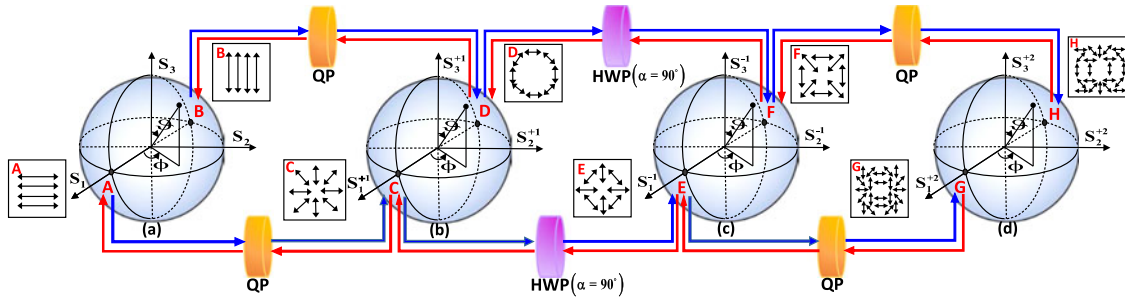 QP
HWP(α = 90°)
QP
B
D
F
H
S₃
S₃⁺¹
S₃⁻¹
S₃⁺²
B
D
F
H
S₂
S₂⁺¹
S₂⁻¹
S₂⁺²
ϕ
ϕ
ϕ
ϕ
A
C
E
G
S₁
S₁⁺¹
S₁⁻¹
S₁⁺²
A
C
E
G
(a)
(b)
(c)
(d)
QP
HWP(α = 90°)
QP